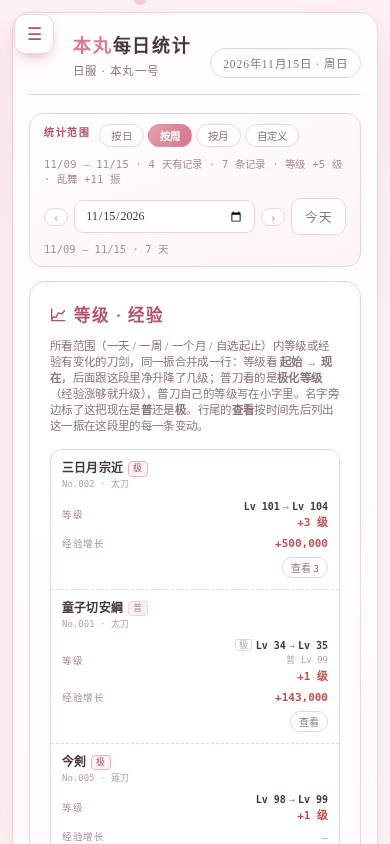 ☰
本丸每日统计
日服 · 本丸一号
2026年11月15日 · 周日
统计范围 按日 按周 按月 自定义
11/09 — 11/15 · 4 天有记录 · 7 条记录 · 等级 +5 级
· 乱舞 +11 振
‹ 11/15/2026 › 今天
11/09 — 11/15 · 7 天
等级 · 经验
所看范围（一天 / 一周 / 一个月 / 自选起止）内等级或经
验有变化的刀剑，同一振合并成一行：等级看 起始 → 现
在，后面跟这段里净升降了几级；普刀看的是极化等级
（经验涨够就升级），普刀自己的等级写在小字里。名字旁
边标了这把现在是普还是极。行尾的查看按时间先后列出
这一振在这段里的每一条变动。
三日月宗近 极
No.002 · 太刀
等级 Lv 101 → Lv 104
+3 级
经验增长 +500,000
查看 3
童子切安綱 普
No.001 · 太刀
极 Lv 34 → Lv 35
等级 普 Lv 99
+1 级
经验增长 +143,000
查看
今剣 极
No.005 · 薙刀
等级 Lv 98 → Lv 99
+1 级
经验增长 —